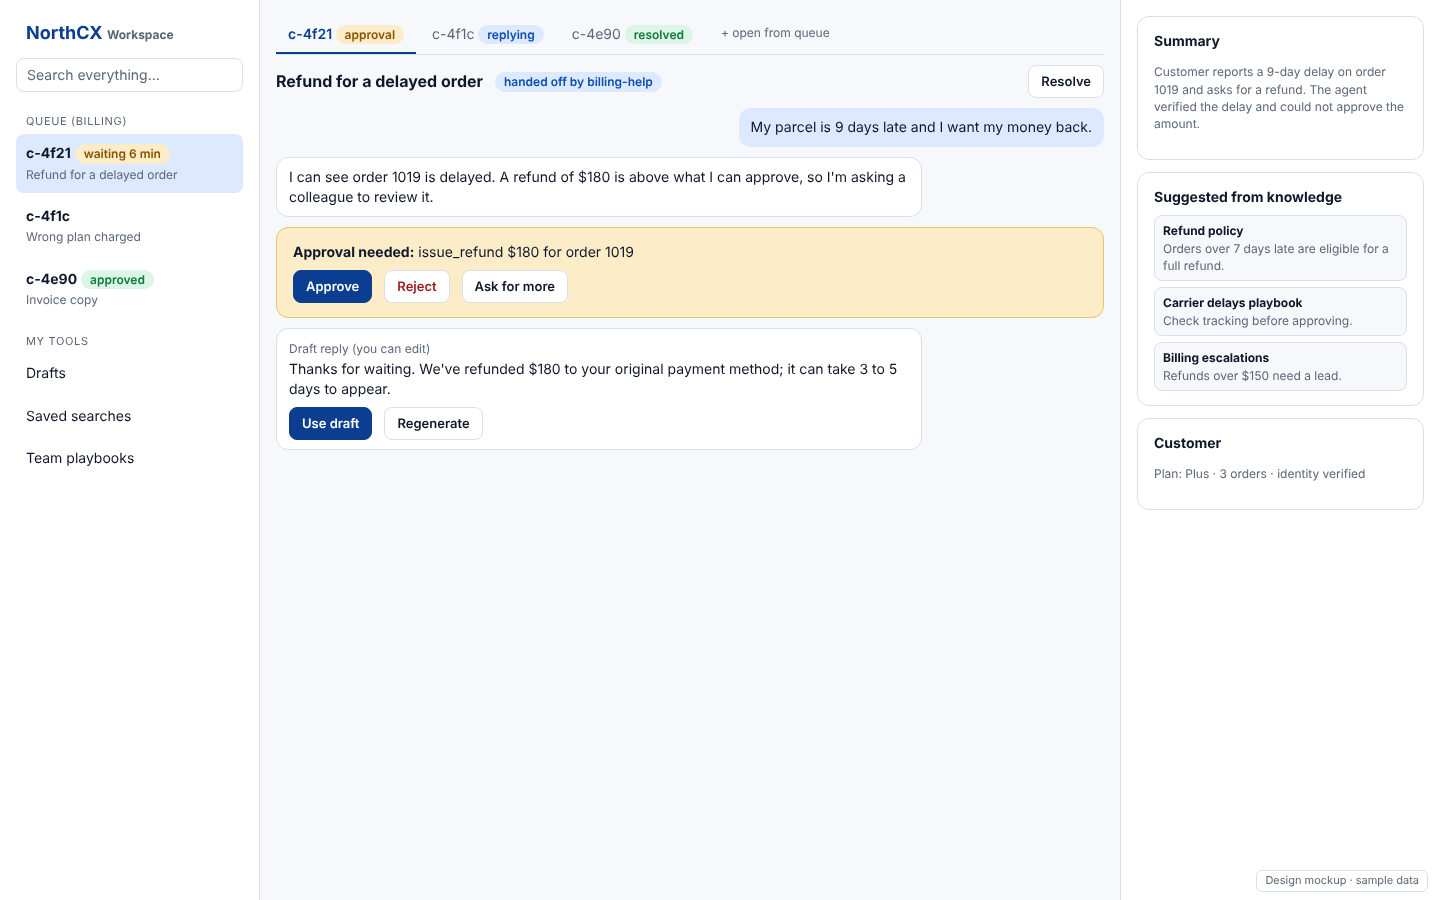 NorthCX Workspace
Search everything...
QUEUE (BILLING)
c-4f21 waiting 6 min
Refund for a delayed order
c-4f1c
Wrong plan charged
c-4e90 approved
Invoice copy
MY TOOLS
Drafts
Saved searches
Team playbooks
c-4f21 approval c-4f1c replying c-4e90 resolved + open from queue
Refund for a delayed order handed off by billing-help Resolve
My parcel is 9 days late and I want my money back.
I can see order 1019 is delayed. A refund of $180 is above what I can approve, so I'm asking a
colleague to review it.
Approval needed: issue_refund $180 for order 1019
Approve Reject Ask for more
Draft reply (you can edit)
Thanks for waiting. We've refunded $180 to your original payment method; it can take 3 to 5
days to appear.
Use draft Regenerate
Summary
Customer reports a 9-day delay on order
1019 and asks for a refund. The agent
verified the delay and could not approve the
amount.
Suggested from knowledge
Refund policy
Orders over 7 days late are eligible for a
full refund.
Carrier delays playbook
Check tracking before approving.
Billing escalations
Refunds over $150 need a lead.
Customer
Plan: Plus · 3 orders · identity verified
Design mockup · sample data